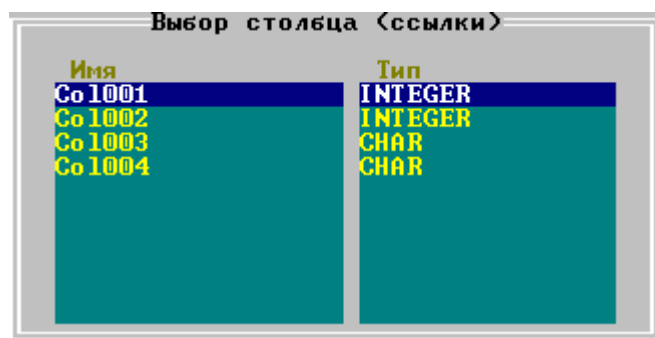 Выбор столбца (ссылки)
Имя Тип
Col001 INTEGER
Col002 INTEGER
Col003 CHAR
Col004 CHAR